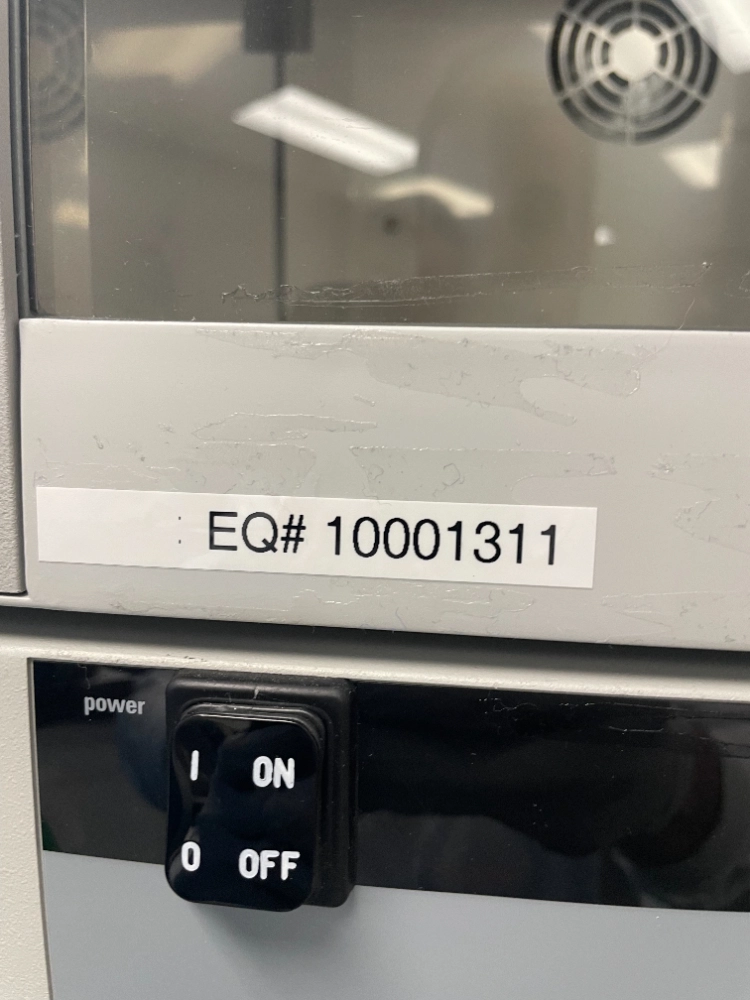 EQ# 10001311
power
I ON
O OFF